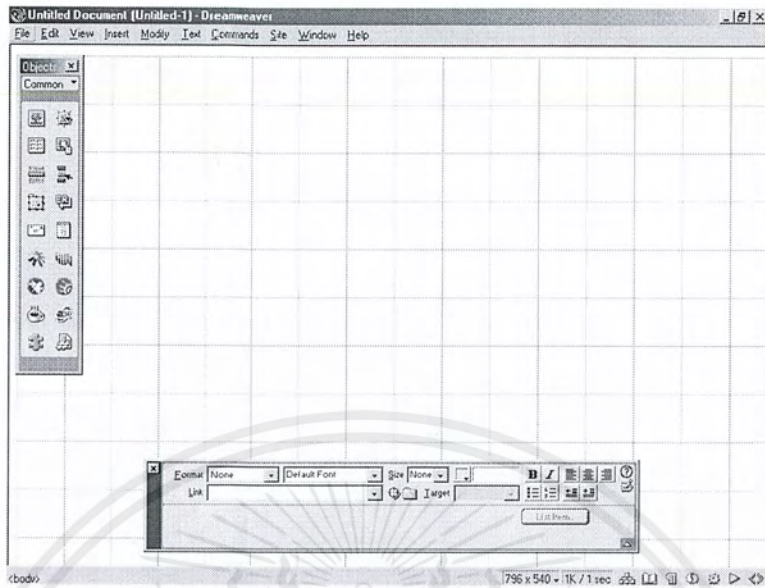 Untitled Document (Untitled-1) - Dreamweaver
File Edit View Insert Modify Text Commands Site Window Help
Objects
Common
Format None Default Font Size None B I
Link Target
List Item...
<body> 796 x 540 1K / 1 sec